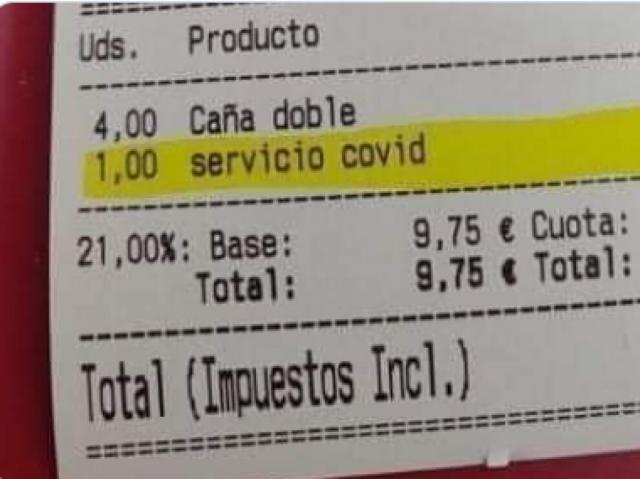 Uds. Producto
4,00 Caña doble
1,00 servicio covid
21,00%: Base: 9,75 € Cuota:
Total: 9,75 € Total:
Total (Impuestos Incl.)